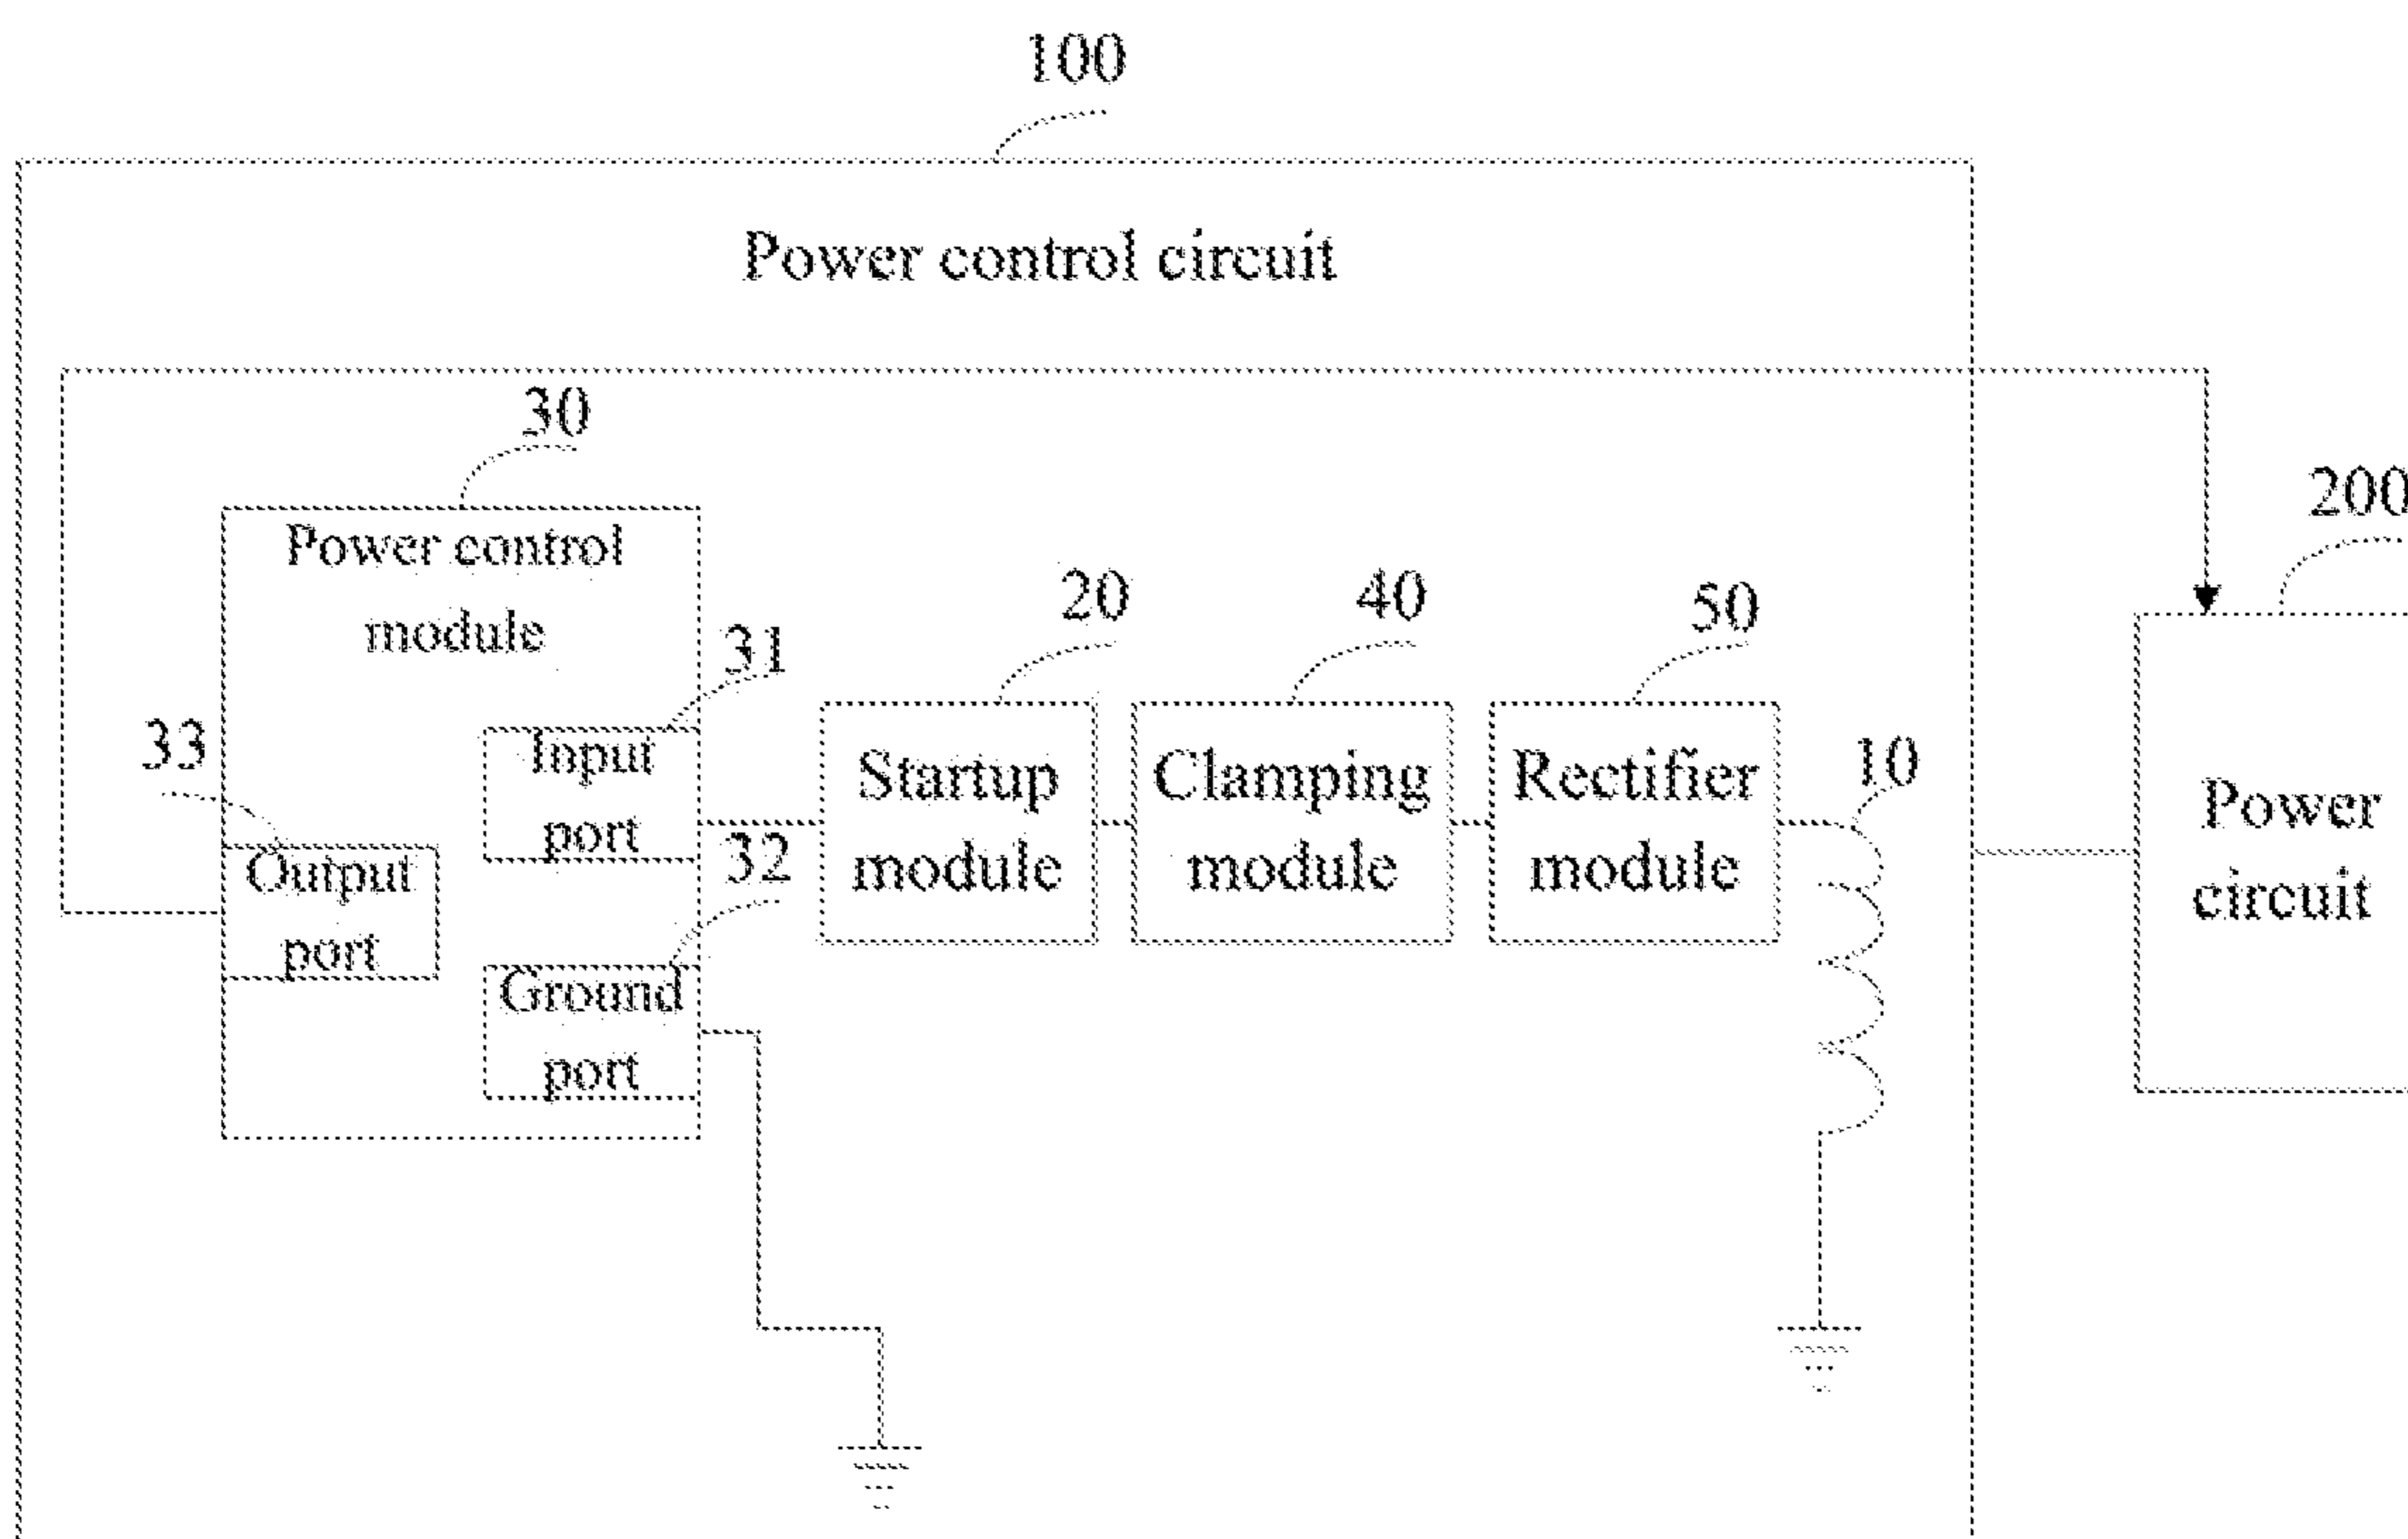 100
Power control circuit
30
200
Power control
module
20
40
50
31
33
Input
port
Startup
module
Clamping
module
Rectifier
module
10
Power
circuit
32
Output
port
Ground
port